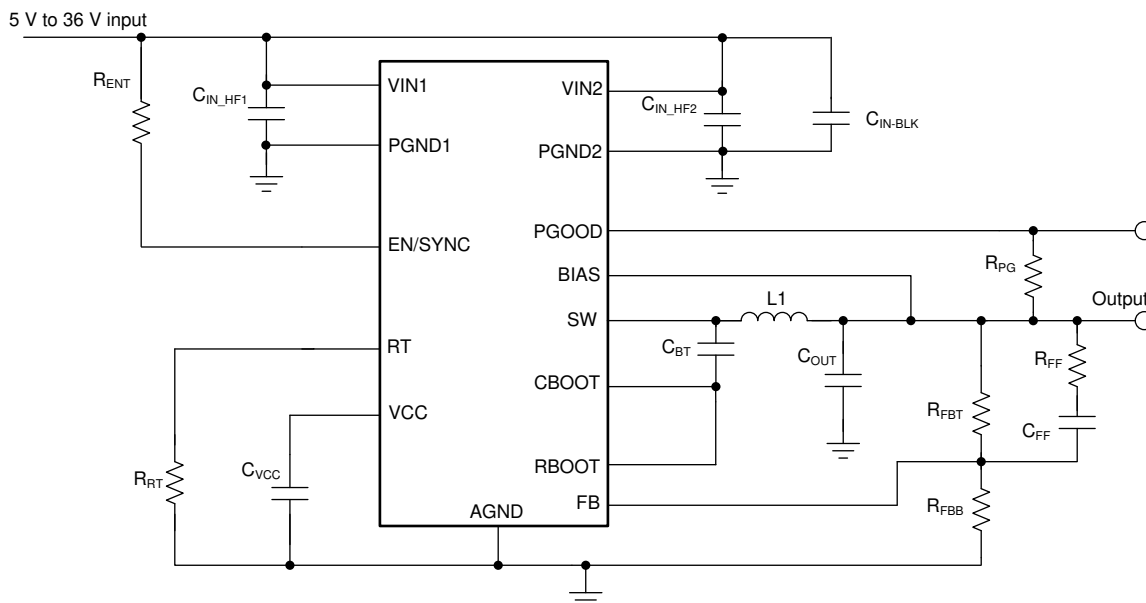 5 V to 36 V input
R_ENT
C_IN_HF1
VIN1
VIN2
C_IN_HF2
C_IN-BLK
PGND1
PGND2
EN/SYNC
PGOOD
BIAS
R_PG
L1
Output
SW
RT
C_BT
C_OUT
R_FF
CBOOT
VCC
R_FBT
C_FF
R_RT
C_VCC
RBOOT
FB
AGND
R_FBB